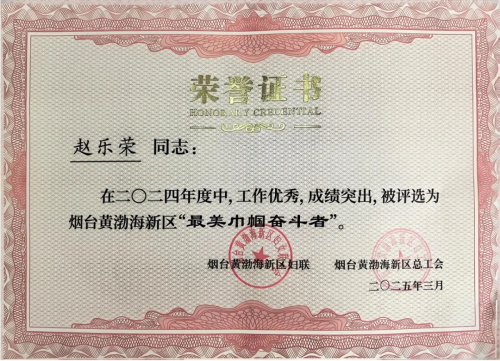 荣誉证书
HONORARY CREDENTIAL
赵乐荣 同志：
在二〇二四年度中，工作优秀，成绩突出，被评选为
烟台黄渤海新区“最美巾帼奋斗者”。
烟台黄渤海新区妇联 烟台黄渤海新区总工会
二〇二五年三月